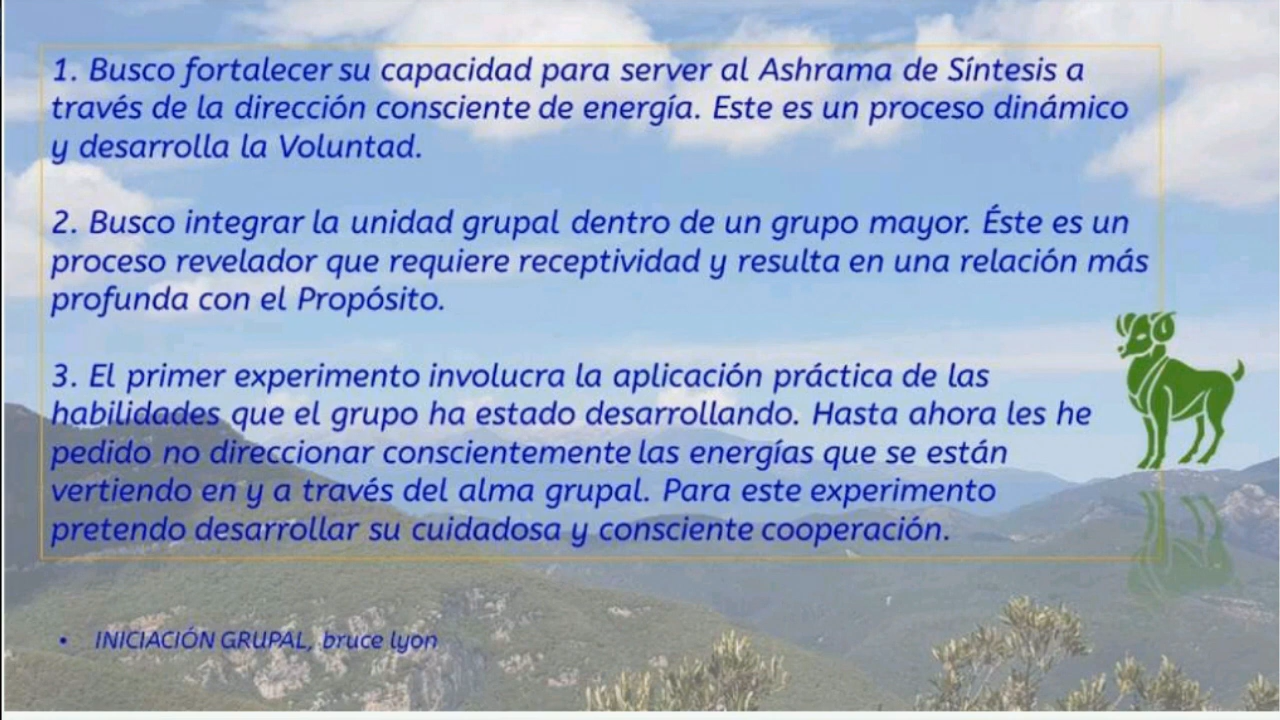 1. Busco fortalecer su capacidad para server al Ashrama de Síntesis a
través de la dirección consciente de energía. Este es un proceso dinámico
y desarrolla la Voluntad.
2. Busco integrar la unidad grupal dentro de un grupo mayor. Éste es un
proceso revelador que requiere receptividad y resulta en una relación más
profunda con el Propósito.
3. El primer experimento involucra la aplicación práctica de las
habilidades que el grupo ha estado desarrollando. Hasta ahora les he
pedido no direccionar conscientemente las energías que se están
vertiendo en y a través del alma grupal. Para este experimento
pretendo desarrollar su cuidadosa y consciente cooperación.
• INICIACIÓN GRUPAL, bruce lyon